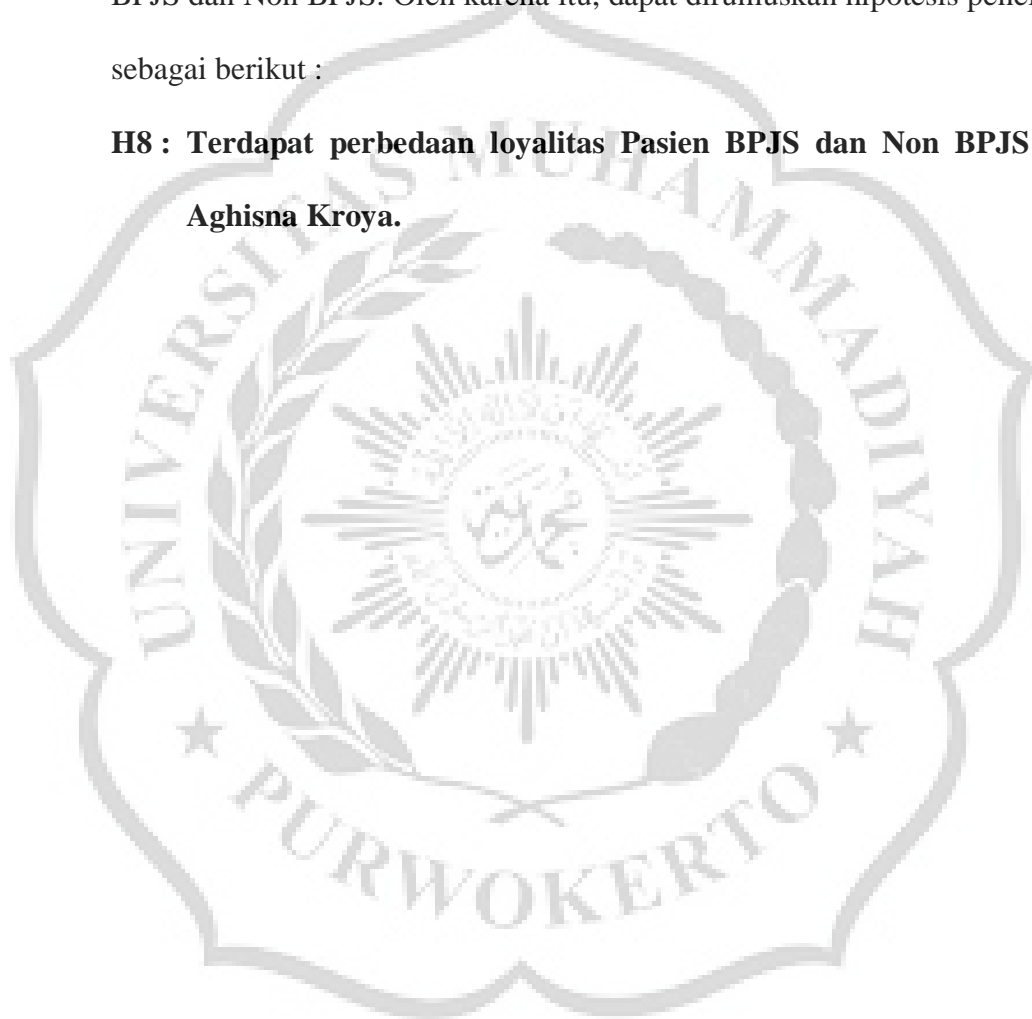 BPJS dan Non BPJS. Oleh karena itu, dapat dirumuskan hipotesis
sebagai berikut :
H8 : Terdapat perbedaan loyalitas Pasien BPJS dan Non BPJS
Aghisna Kroya.
UNIVERSITAS MUHAMMADIYAH
★ PURWOKERTO ★